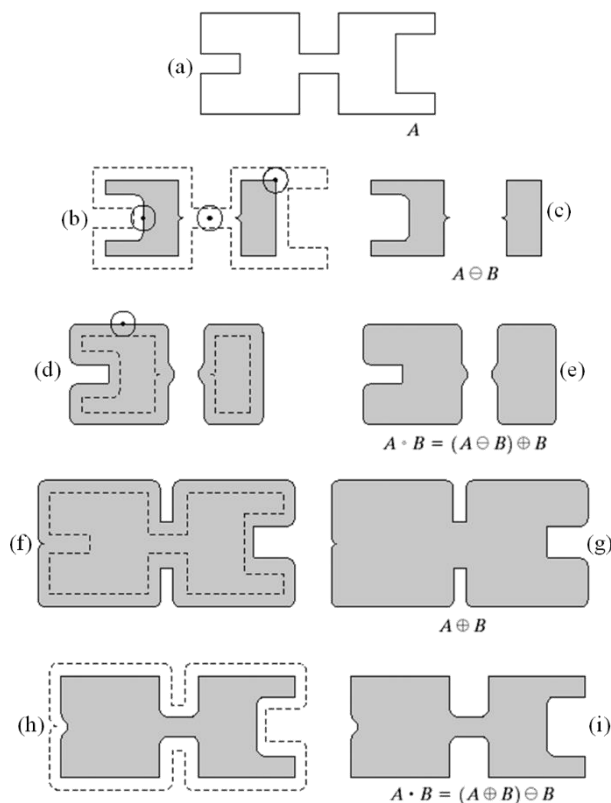 (a)
A
(b)
(c)
A ⊖ B
(d)
(e)
A ∘ B = (A ⊖ B) ⊕ B
(f)
(g)
A ⊕ B
(h)
(i)
A • B = (A ⊕ B) ⊖ B